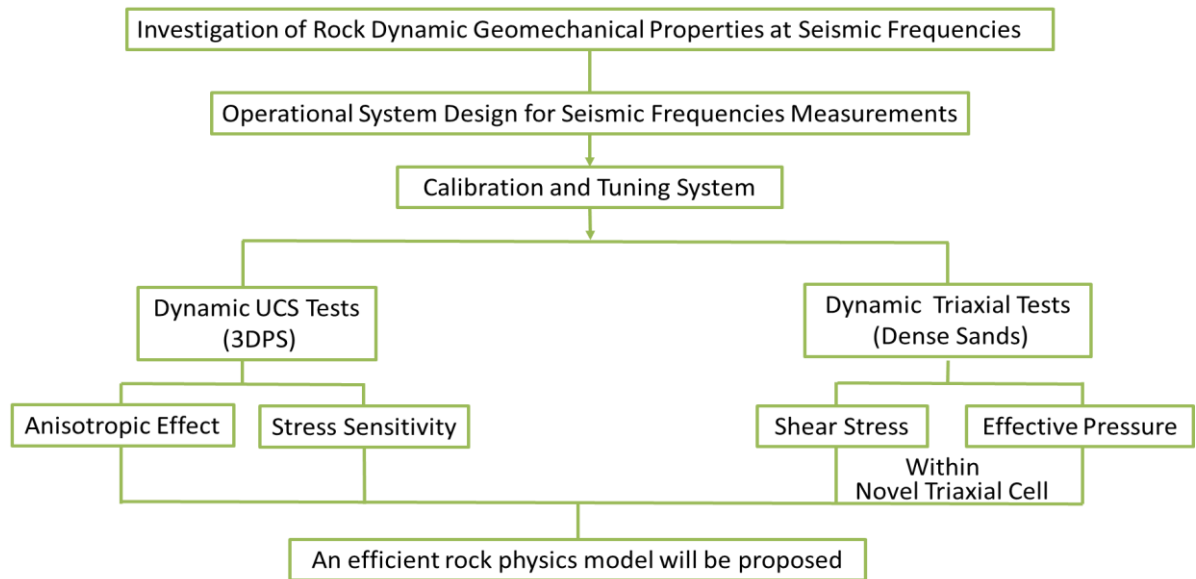 Investigation of Rock Dynamic Geomechanical Properties at Seismic Frequencies
Operational System Design for Seismic Frequencies Measurements
Calibration and Tuning System
Dynamic UCS Tests
(3DPS)
Dynamic Triaxial Tests
(Dense Sands)
Anisotropic Effect
Stress Sensitivity
Shear Stress
Effective Pressure
Within
Novel Triaxial Cell
An efficient rock physics model will be proposed